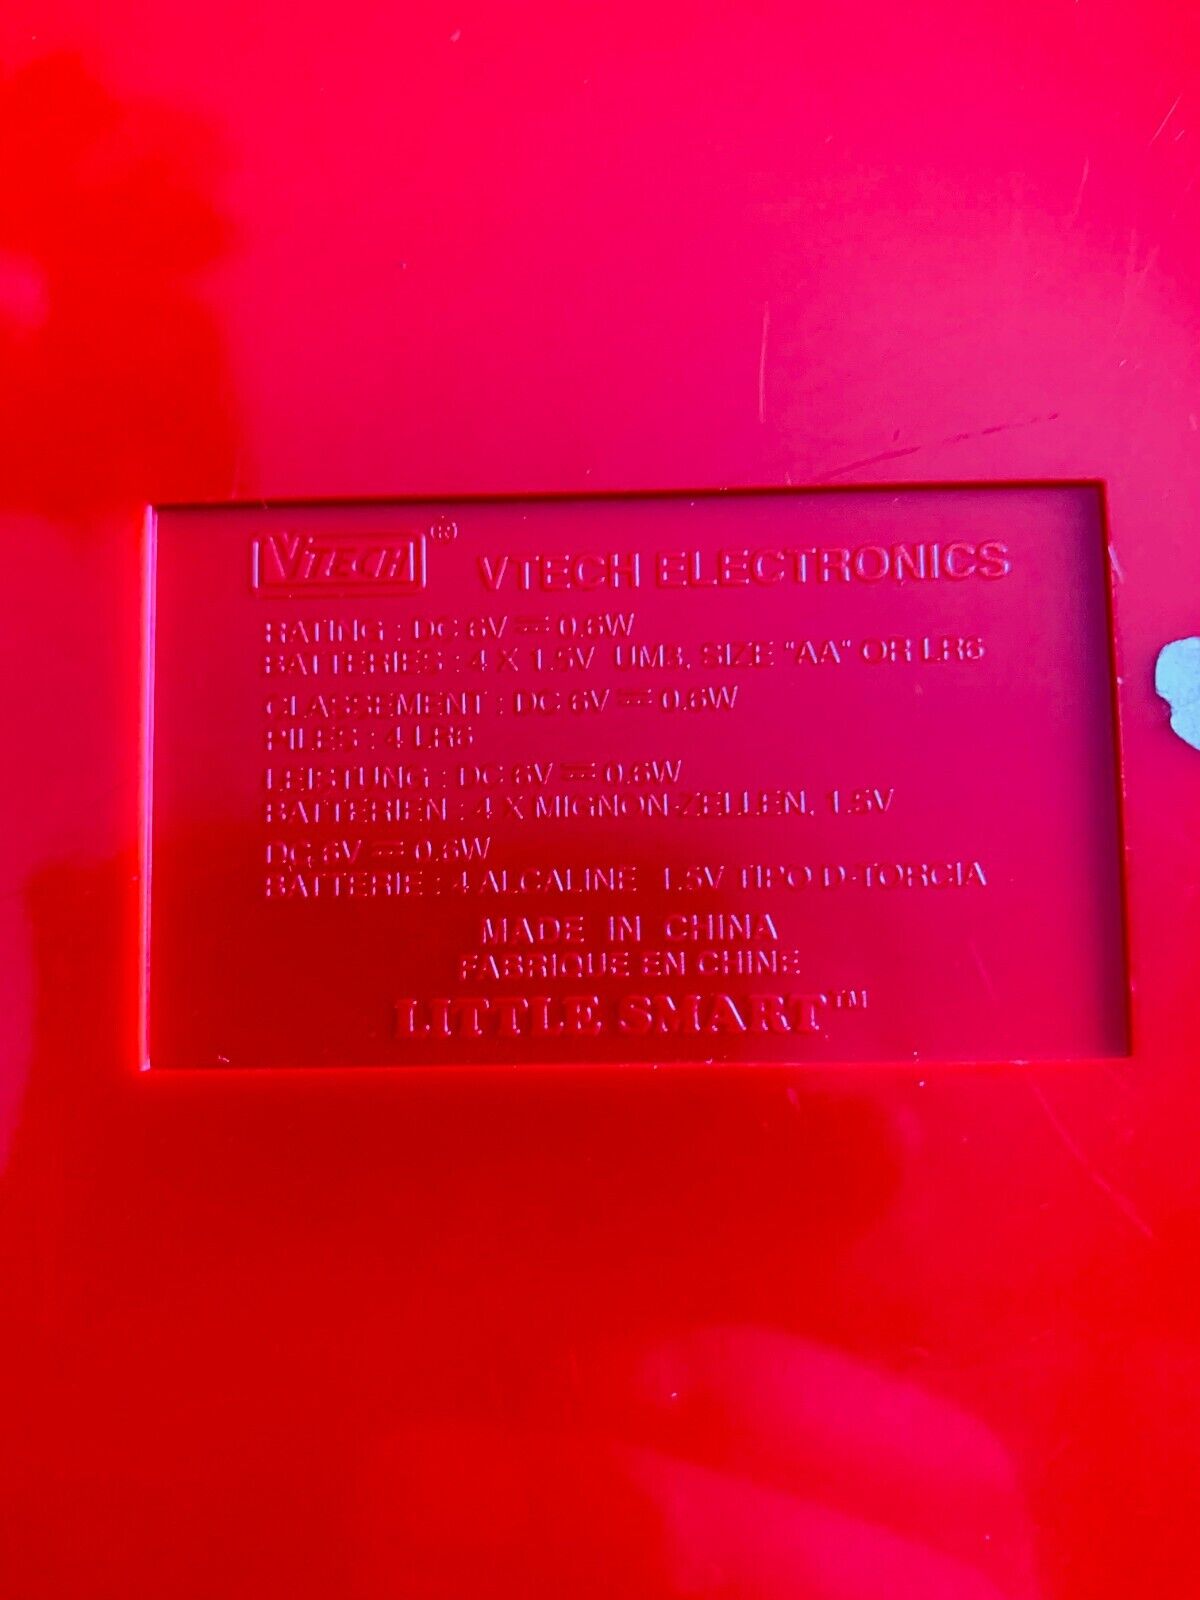 VTECH ® VTECH ELECTRONICS
RATING : DC 6V ⎓ 0.6W
BATTERIES : 4 X 1.5V UM3, SIZE "AA" OR LR6
CLASSEMENT : DC 6V ⎓ 0.6W
PILES : 4 LR6
LEISTUNG : DC 6V ⎓ 0.6W
BATTERIEN : 4 X MIGNON-ZELLEN, 1.5V
DC 6V ⎓ 0.6W
BATTERIE : 4 ALCALINE 1.5V TIPO D-TORCIA
MADE IN CHINA
FABRIQUE EN CHINE
LITTLE SMART™